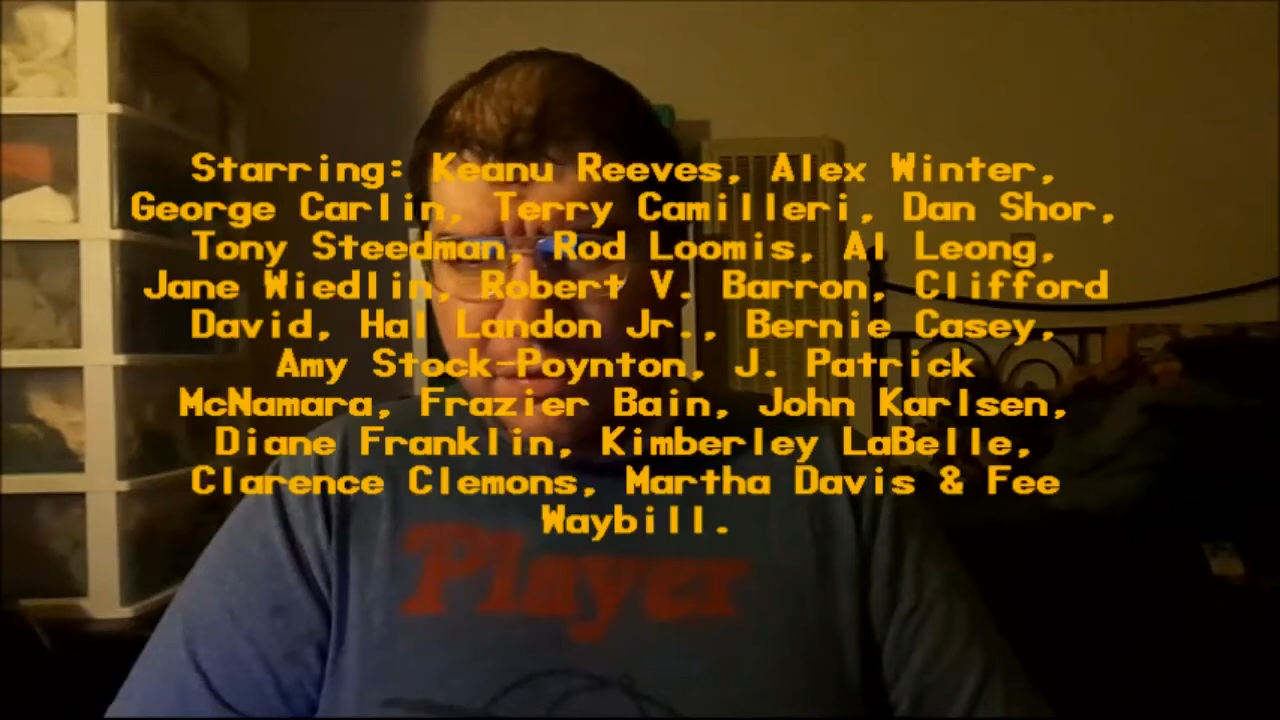 Starring: Keanu Reeves, Alex Winter,
George Carlin, Terry Camilleri, Dan Shor,
Tony Steedman, Rod Loomis, Al Leong,
Jane Wiedlin, Robert V. Barron, Clifford
David, Hal Landon Jr., Bernie Casey,
Amy Stock-Poynton, J. Patrick
McNamara, Frazier Bain, John Karlsen,
Diane Franklin, Kimberley LaBelle,
Clarence Clemons, Martha Davis & Fee
Waybill.
Player